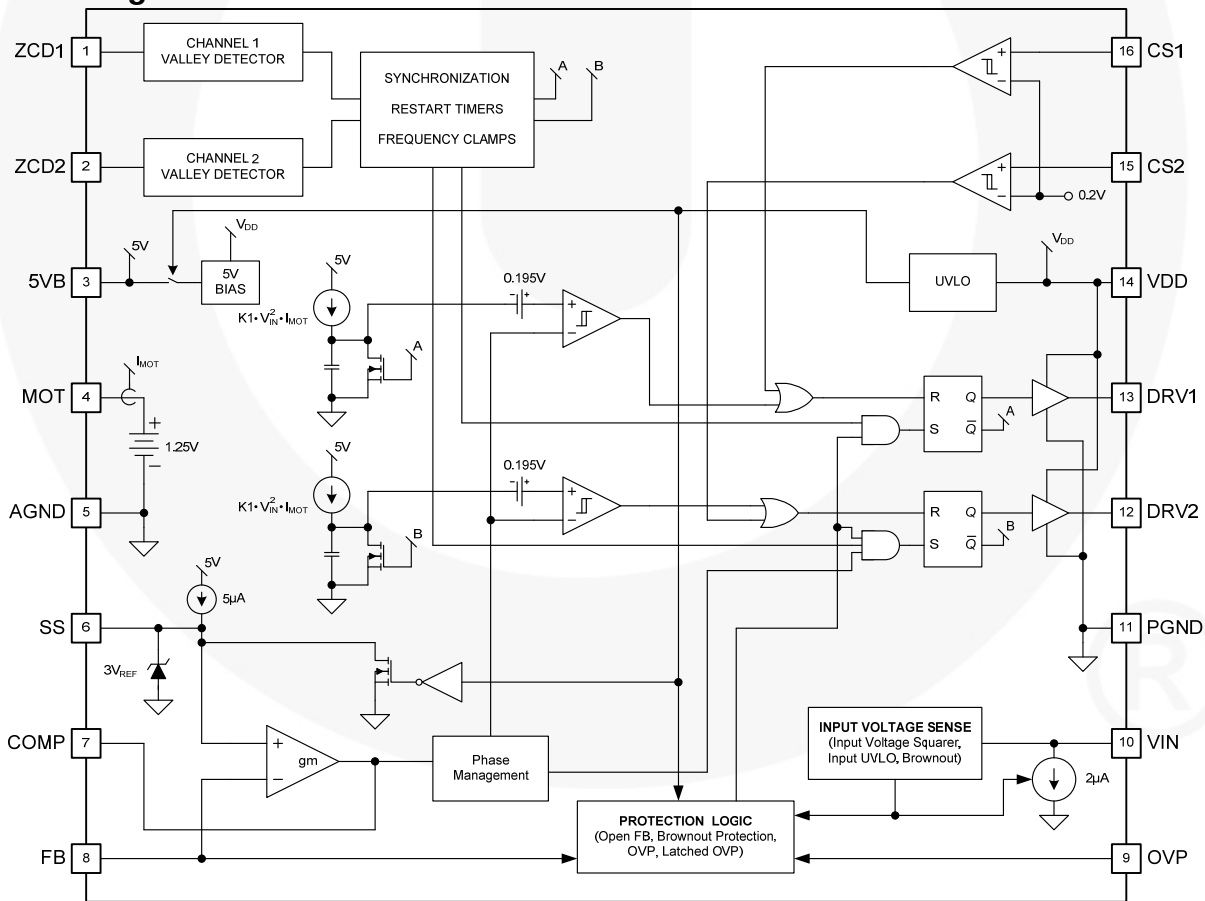 ZCD1
1
CHANNEL 1
VALLEY DETECTOR
ZCD2
2
CHANNEL 2
VALLEY DETECTOR
SYNCHRONIZATION
RESTART TIMERS
FREQUENCY CLAMPS
A
B
16
CS1
15
CS2
0.2V
5VB
3
5V
VDD
5V
BIAS
UVLO
VDD
14
VDD
5V
K1•V²IN•IMOT
A
0.195V
- +
+
-
MOT
4
IMOT
+
1.25V
-
R Q
S Q̅
A
13
DRV1
5V
K1•V²IN•IMOT
B
0.195V
- +
+
-
AGND
5
R Q
S Q̅
B
12
DRV2
SS
6
5V
5µA
3VREF
11
PGND
COMP
7
+
gm
-
Phase
Management
INPUT VOLTAGE SENSE
(Input Voltage Squarer,
Input UVLO, Brownout)
10
VIN
2µA
FB
8
PROTECTION LOGIC
(Open FB, Brownout Protection,
OVP, Latched OVP)
9
OVP
®